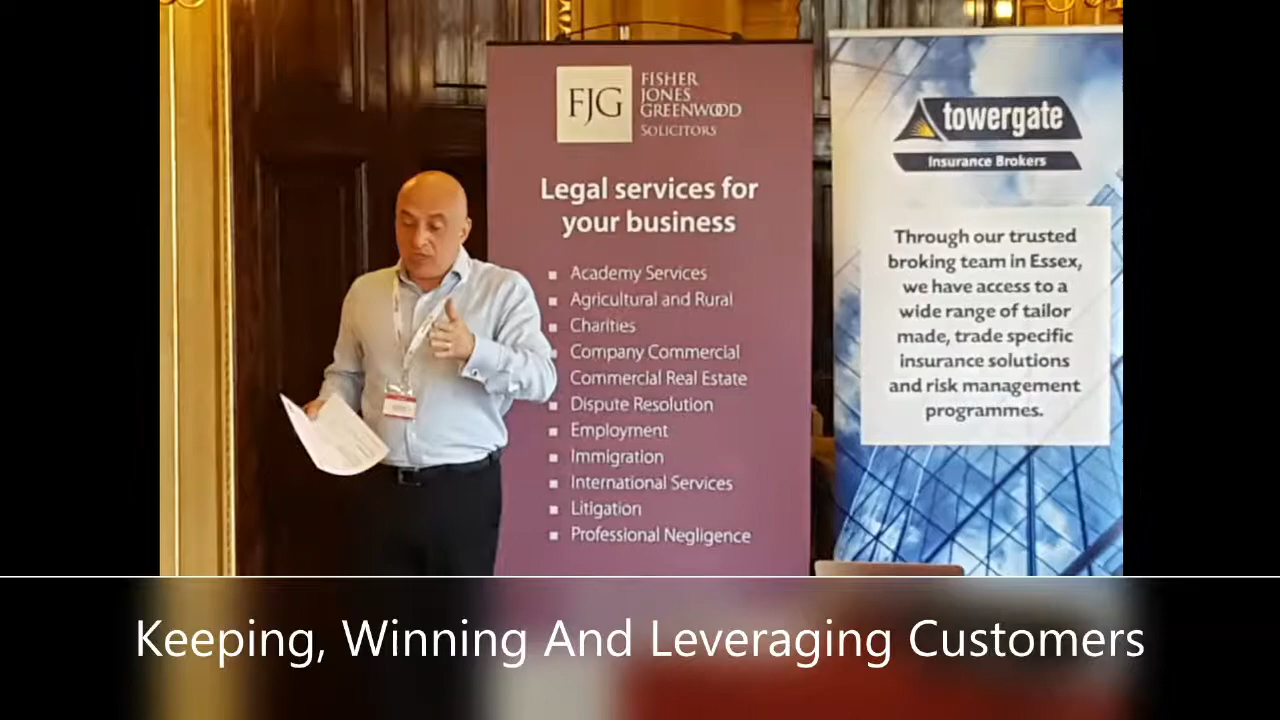 FJG
FISHER
JONES
GREENWOOD
SOLICITORS
Legal services for
your business
Academy Services
Agricultural and Rural
Charities
Company Commercial
Commercial Real Estate
Dispute Resolution
Employment
Immigration
International Services
Litigation
Professional Negligence
towergate
Insurance Brokers
Through our trusted
broking team in Essex,
we have access to a
wide range of tailor
made, trade specific
insurance solutions
and risk management
programmes.
Keeping, Winning And Leveraging Customers